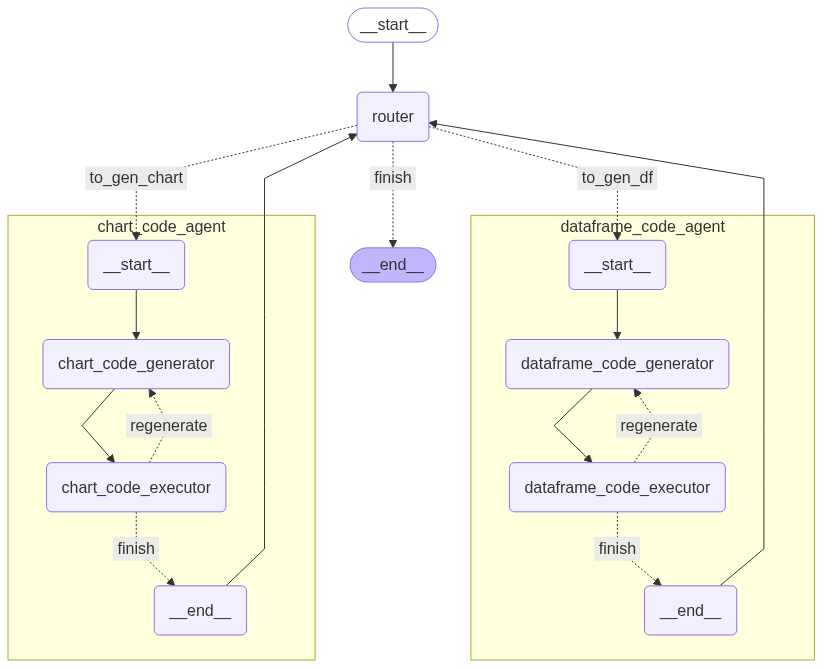 __start__
router
to_gen_chart
finish
to_gen_df
chart_code_agent
dataframe_code_agent
__start__
__end__
__start__
chart_code_generator
dataframe_code_generator
regenerate
regenerate
chart_code_executor
dataframe_code_executor
finish
finish
__end__
__end__